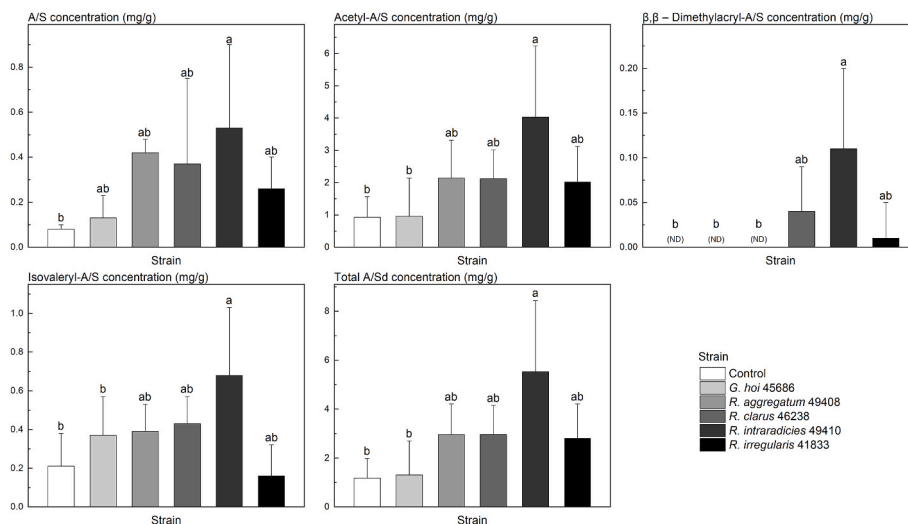 A/S concentration (mg/g)
0.8
0.6
0.4
0.2
0.0
b
ab
ab
ab
a
ab
Strain
Acetyl-A/S concentration (mg/g)
6
5
4
3
2
1
0
b
b
ab
ab
a
ab
Strain
β,β – Dimethylacryl-A/S concentration (mg/g)
0.20
0.15
0.10
0.05
0.00
b
(ND)
b
(ND)
b
(ND)
ab
a
ab
Strain
Isovaleryl-A/S concentration (mg/g)
1.0
0.8
0.6
0.4
0.2
0.0
b
b
ab
ab
a
ab
Strain
Total A/Sd concentration (mg/g)
8
6
4
2
0
b
b
ab
ab
a
ab
Strain
Strain
Control
G. hoi 45686
R. aggregatum 49408
R. clarus 46238
R. intraradicies 49410
R. irregularis 41833